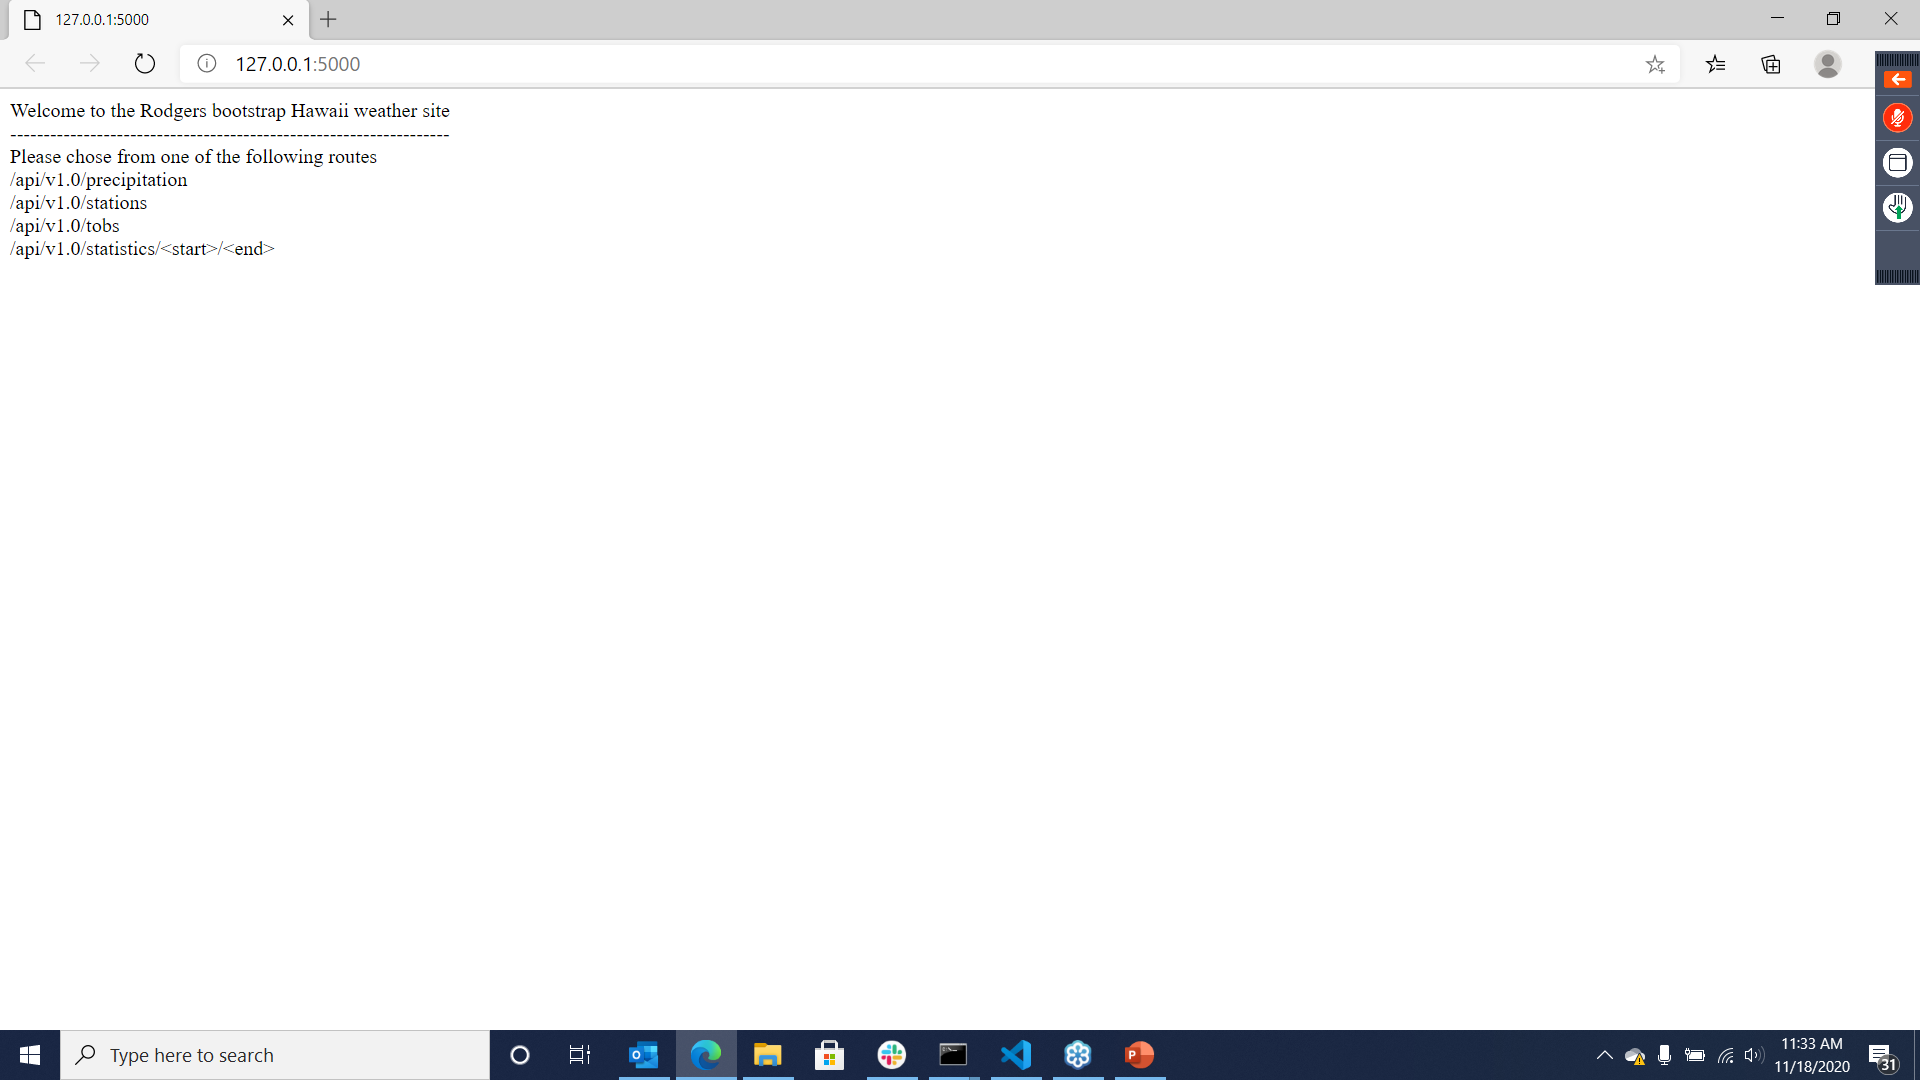 127.0.0.1:5000
127.0.0.1:5000
Welcome to the Rodgers bootstrap Hawaii weather site
------------------------------------------------------------------
Please chose from one of the following routes
/api/v1.0/precipitation
/api/v1.0/stations
/api/v1.0/tobs
/api/v1.0/statistics/<start>/<end>
Type here to search
11:33 AM
11/18/2020
31